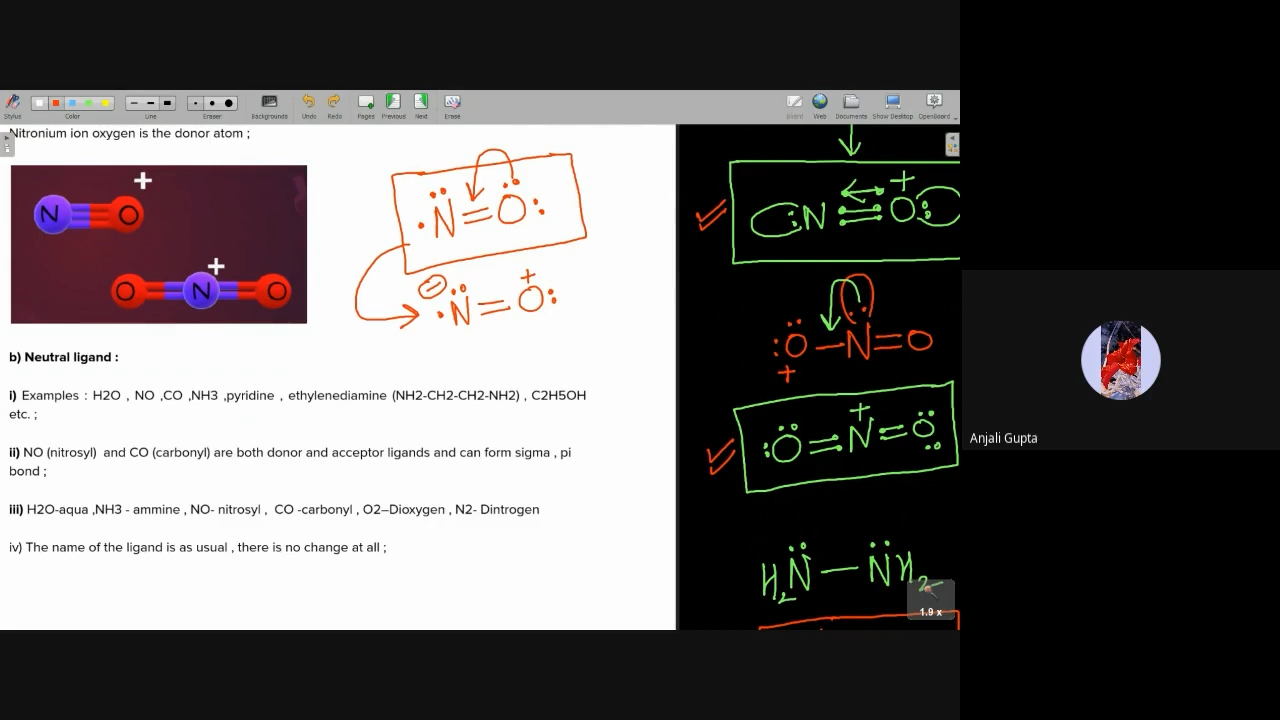 Stylus
Color
Line
Eraser
Backgrounds
Undo
Redo
Pages
Previous
Next
Erase
Board
Web
Documents
Show Desktop
OpenBoard
Nitronium ion oxygen is the donor atom ;
N O +
O N O +
N = O
- N = O +
b) Neutral ligand :
i) Examples : H2O , NO ,CO ,NH3 ,pyridine , ethylenediamine (NH2-CH2-CH2-NH2) , C2H5OH
etc. ;
ii) NO (nitrosyl) and CO (carbonyl) are both donor and acceptor ligands and can form sigma , pi
bond ;
iii) H2O-aqua ,NH3 - ammine , NO- nitrosyl , CO -carbonyl , O2–Dioxygen , N2- Dintrogen
iv) The name of the ligand is as usual , there is no change at all ;
:N ≡ O: +
:O — N = O
+
+
:O = N = O
H2N — NH2
1.9 x
Anjali Gupta